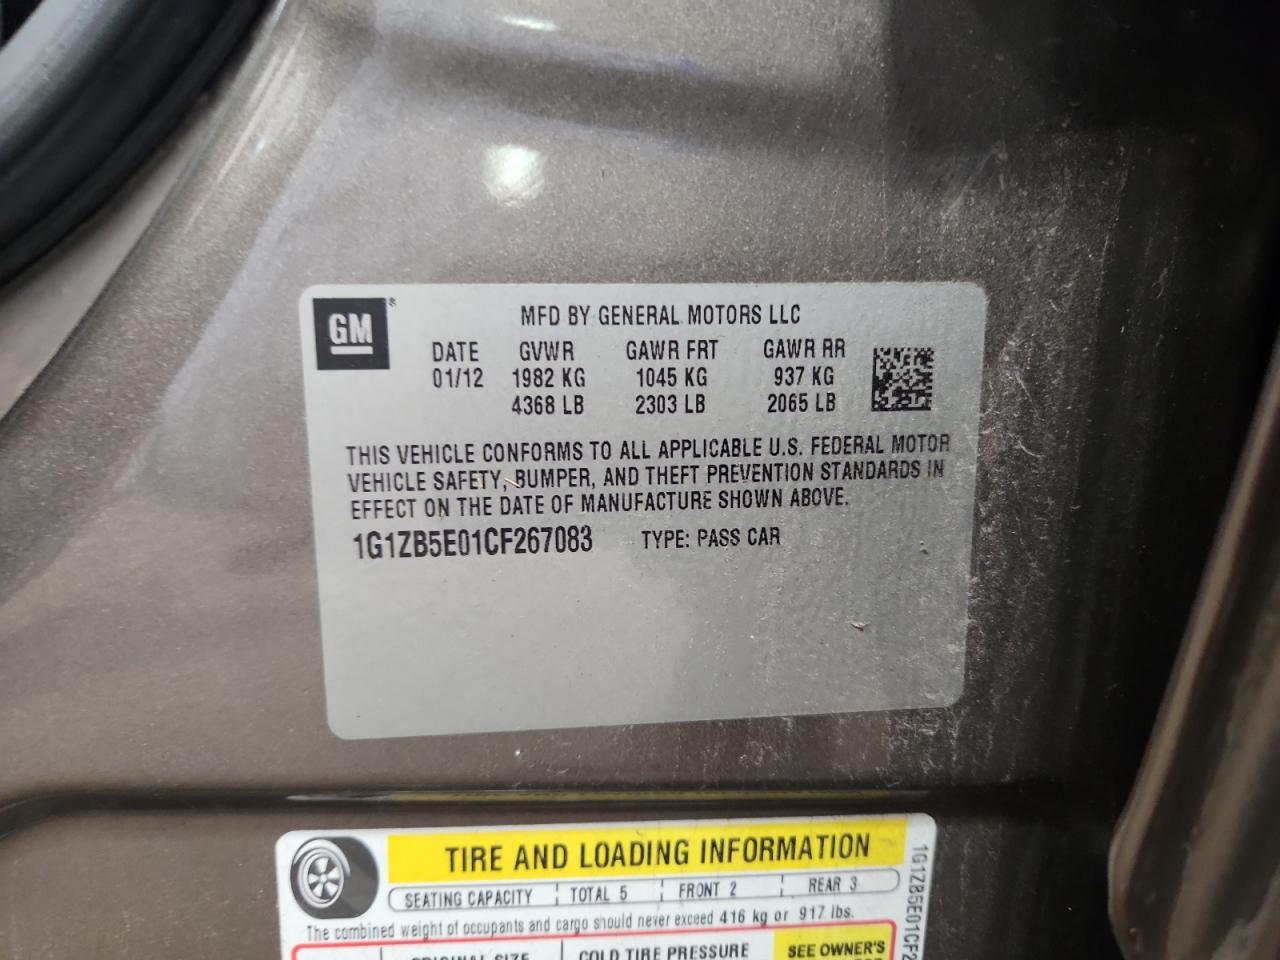 GM ®
MFD BY GENERAL MOTORS LLC
DATE GVWR GAWR FRT GAWR RR
01/12 1982 KG 1045 KG 937 KG
4368 LB 2303 LB 2065 LB
THIS VEHICLE CONFORMS TO ALL APPLICABLE U.S. FEDERAL MOTOR
VEHICLE SAFETY, BUMPER, AND THEFT PREVENTION STANDARDS IN
EFFECT ON THE DATE OF MANUFACTURE SHOWN ABOVE.
1G1ZB5E01CF267083 TYPE: PASS CAR
TIRE AND LOADING INFORMATION
SEATING CAPACITY TOTAL 5 FRONT 2 REAR 3
The combined weight of occupants and cargo should never exceed 416 kg or 917 lbs.
ORIGINAL SIZE COLD TIRE PRESSURE SEE OWNER'S
1G1ZB5E01CF2